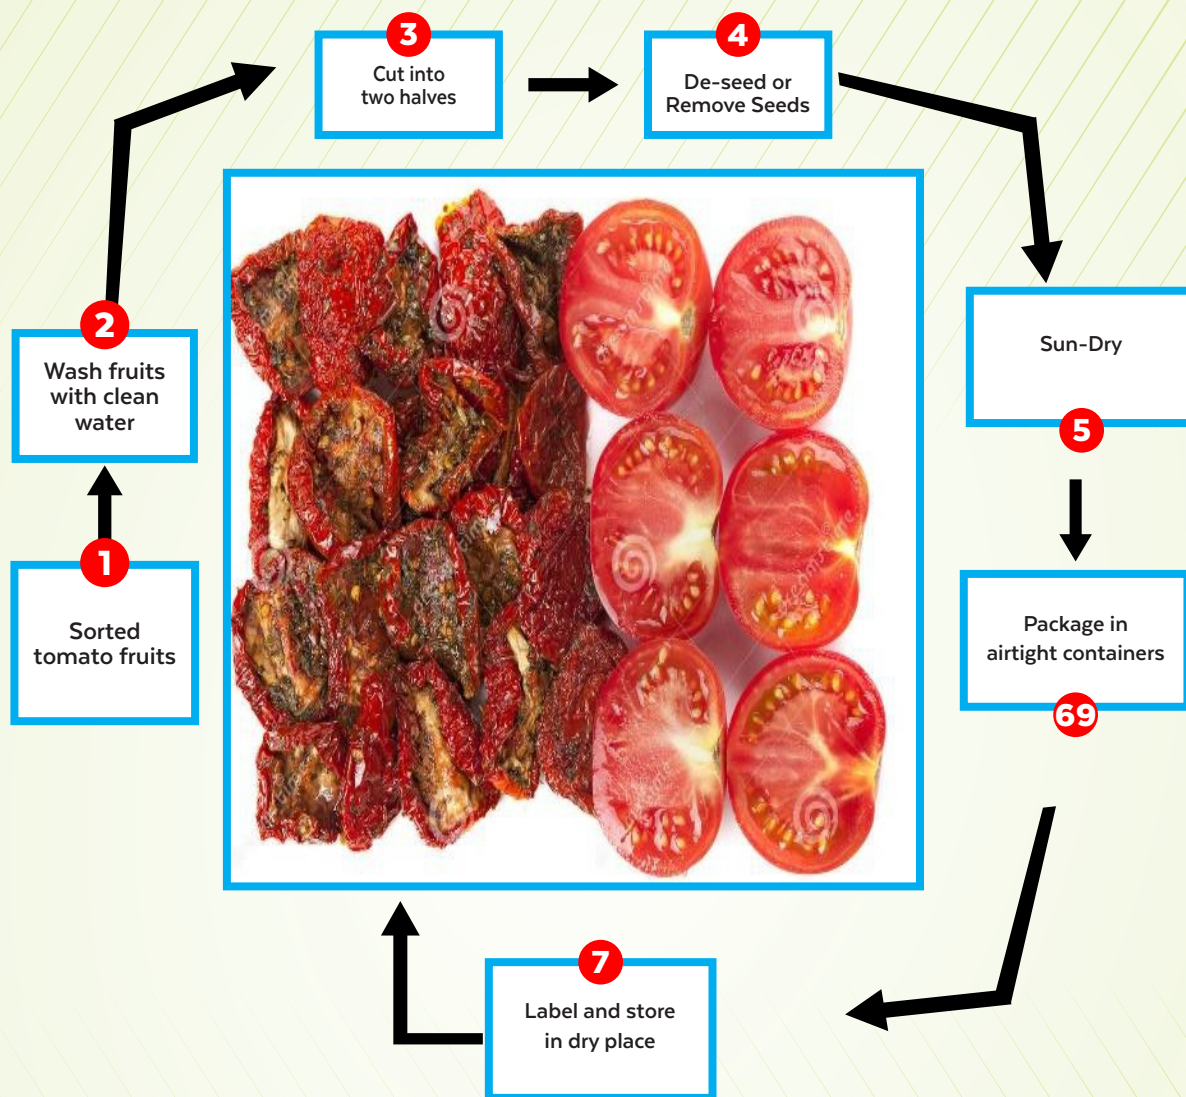 1
Sorted
tomato fruits
2
Wash fruits
with clean
water
3
Cut into
two halves
4
De-seed or
Remove Seeds
Sun-Dry
5
Package in
airtight containers
69
7
Label and store
in dry place